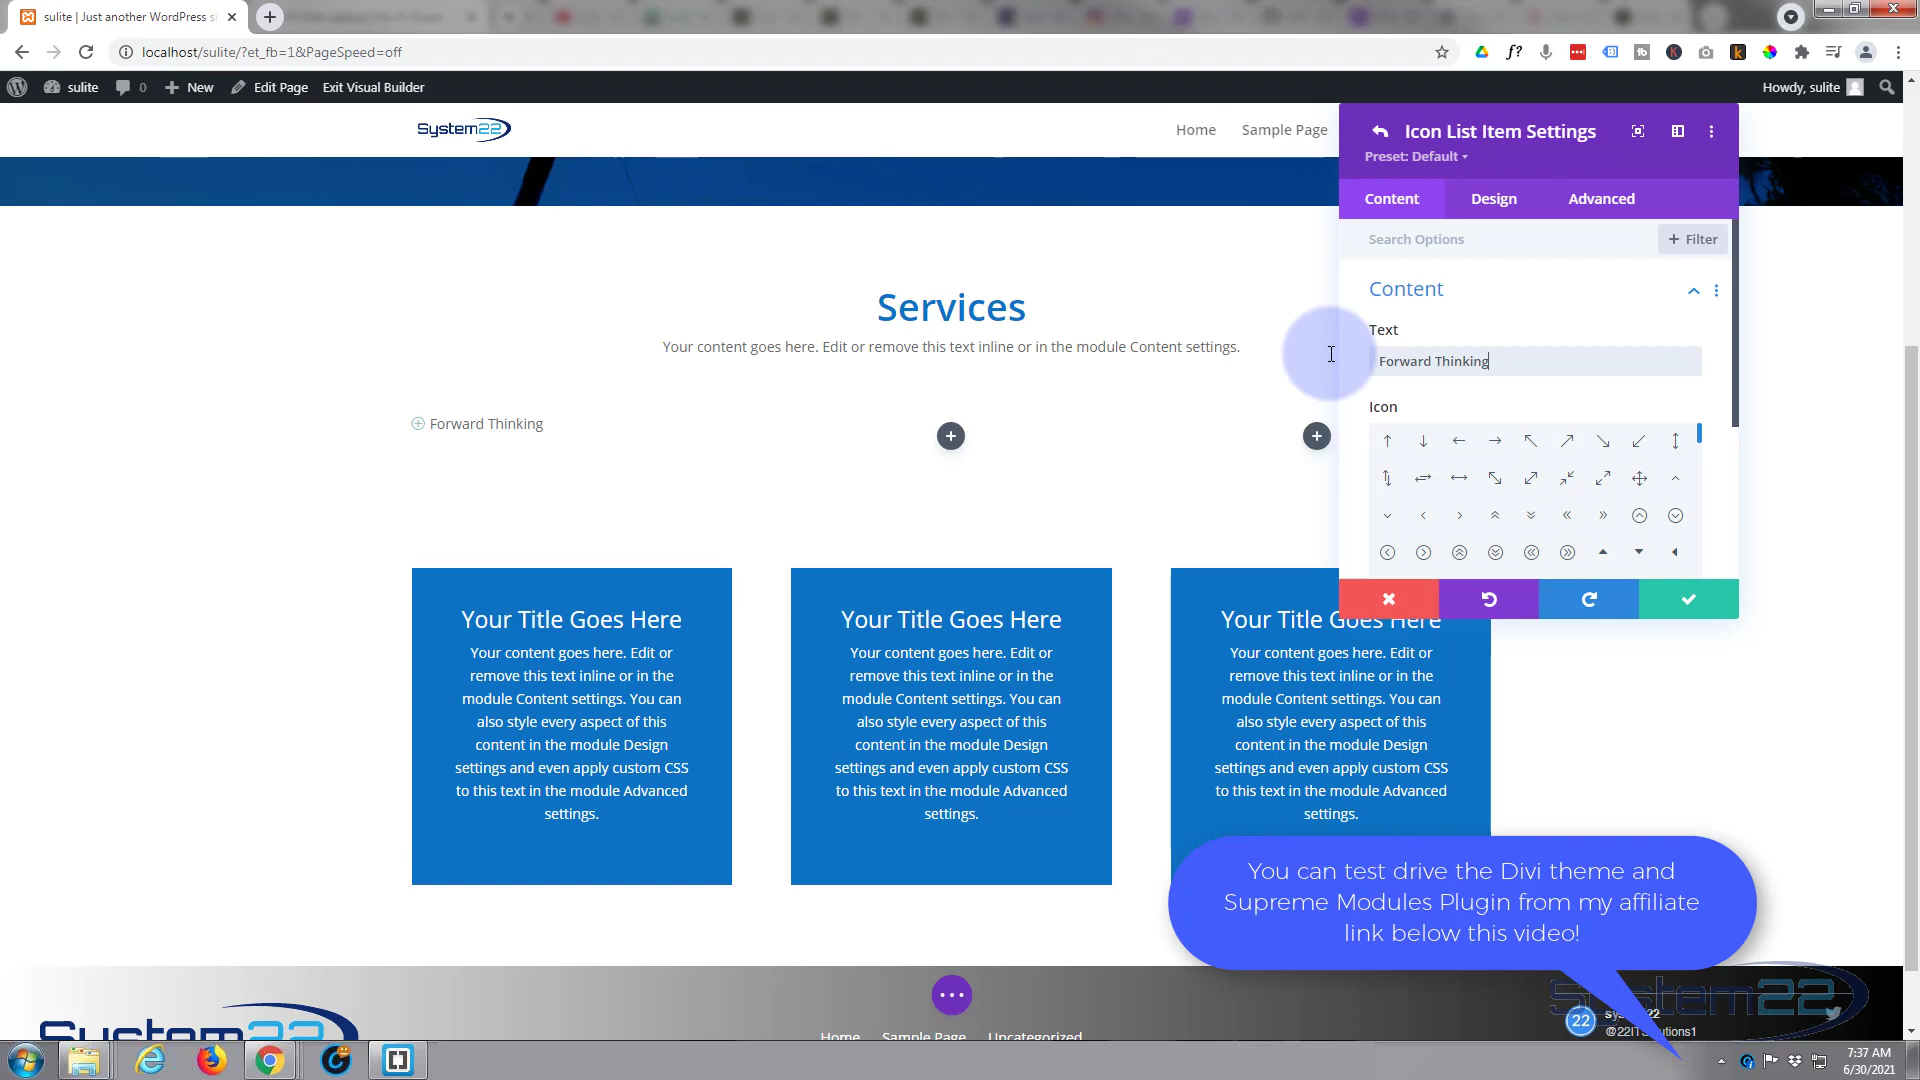 sulite | Just another WordPress si
localhost/sulite/?et_fb=1&PageSpeed=off
sulite
0
New
Edit Page
Exit Visual Builder
Howdy, sulite
System22
Home
Sample Page
Icon List Item Settings
Preset: Default
Content
Design
Advanced
Search Options
+ Filter
Content
Text
Forward Thinking
Icon
Services
Your content goes here. Edit or remove this text inline or in the module Content settings.
Forward Thinking
Your Title Goes Here
Your content goes here. Edit or
remove this text inline or in the
module Content settings. You can
also style every aspect of this
content in the module Design
settings and even apply custom CSS
to this text in the module Advanced
settings.
Your Title Goes Here
Your content goes here. Edit or
remove this text inline or in the
module Content settings. You can
also style every aspect of this
content in the module Design
settings and even apply custom CSS
to this text in the module Advanced
settings.
Your Title Goes Here
Your content goes here. Edit or
remove this text inline or in the
module Content settings. You can
also style every aspect of this
content in the module Design
settings and even apply custom CSS
to this text in the module Advanced
settings.
You can test drive the Divi theme and
Supreme Modules Plugin from my affiliate
link below this video!
System22
Home
Sample Page
Uncategorized
System22
22
@22ITSolutions1
7:37 AM
6/30/2021